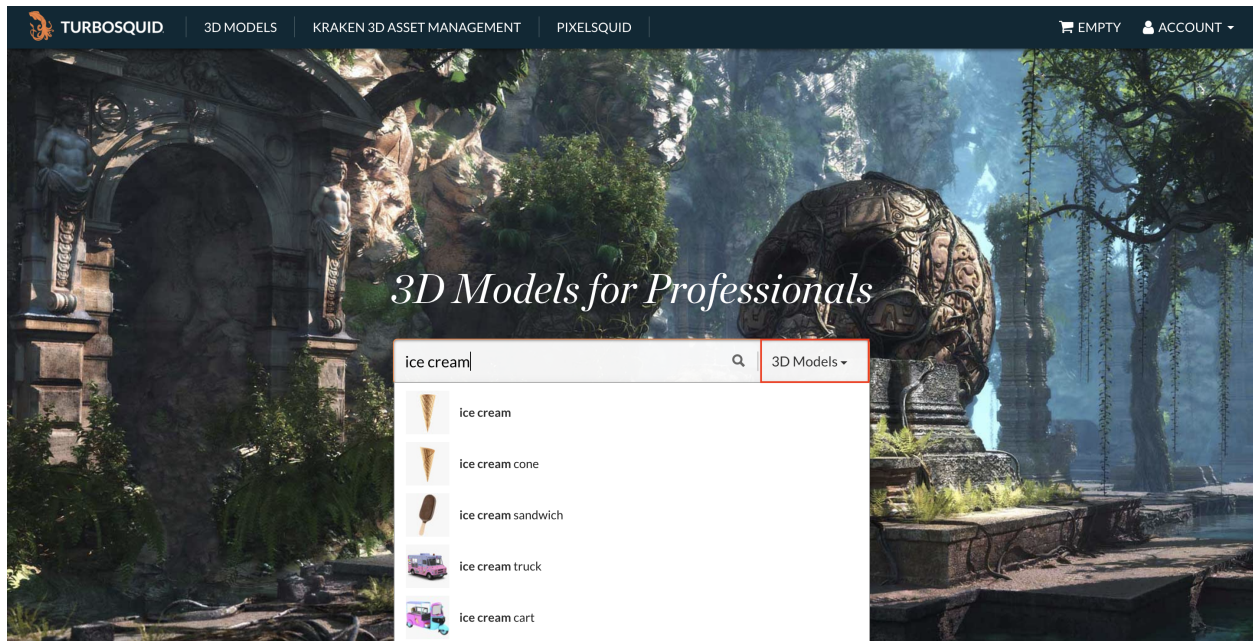 TURBOSQUID
3D MODELS
KRAKEN 3D ASSET MANAGEMENT
PIXELSQUID
EMPTY
ACCOUNT
3D Models for Professionals
ice cream
3D Models
ice cream
ice cream cone
ice cream sandwich
ice cream truck
ice cream cart